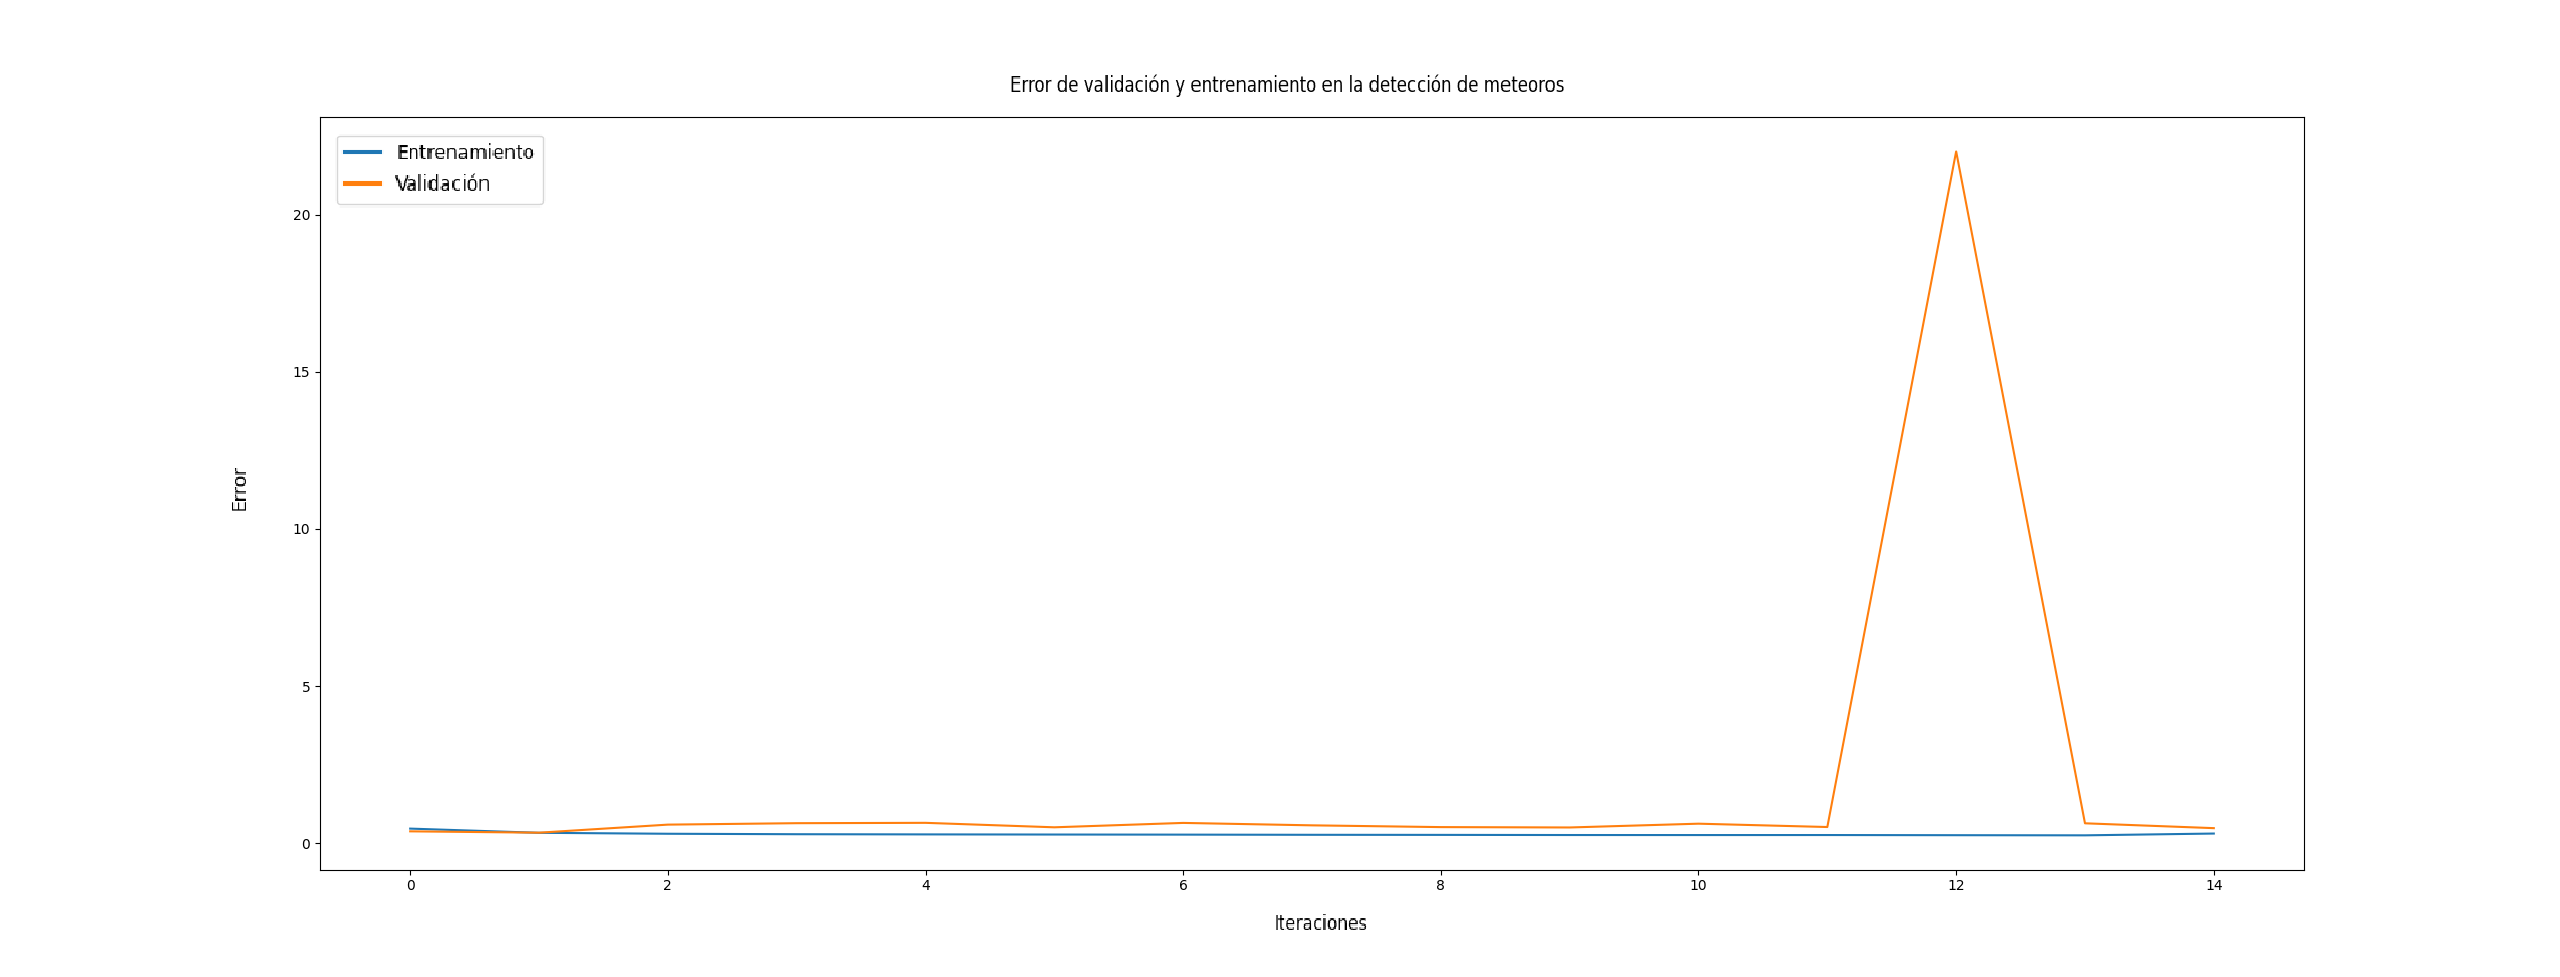 Error de validación y entrenamiento en la detección de meteoros
Entrenamiento
Validación
20
15
10
5
0
Error
0 2 4 6 8 10 12 14
Iteraciones